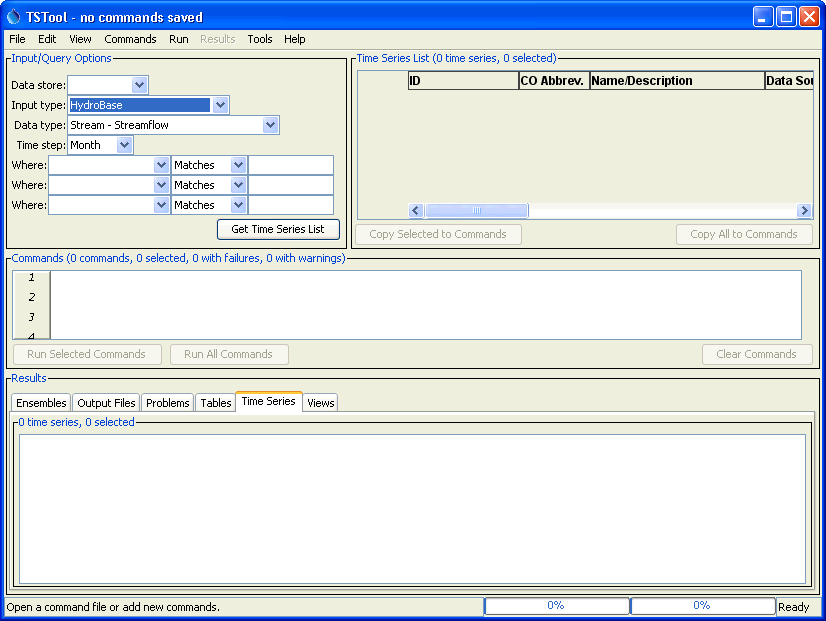 TSTool - no commands saved
File Edit View Commands Run Results Tools Help
Input/Query Options
Data store:
Input type: HydroBase
Data type: Stream - Streamflow
Time step: Month
Where: Matches
Where: Matches
Where: Matches
Get Time Series List
Time Series List (0 time series, 0 selected)
ID CO Abbrev. Name/Description Data Sou
Copy Selected to Commands Copy All to Commands
Commands (0 commands, 0 selected, 0 with failures, 0 with warnings)
1
2
3
4
Run Selected Commands Run All Commands Clear Commands
Results
Ensembles Output Files Problems Tables Time Series Views
0 time series, 0 selected
Open a command file or add new commands. 0% 0% Ready